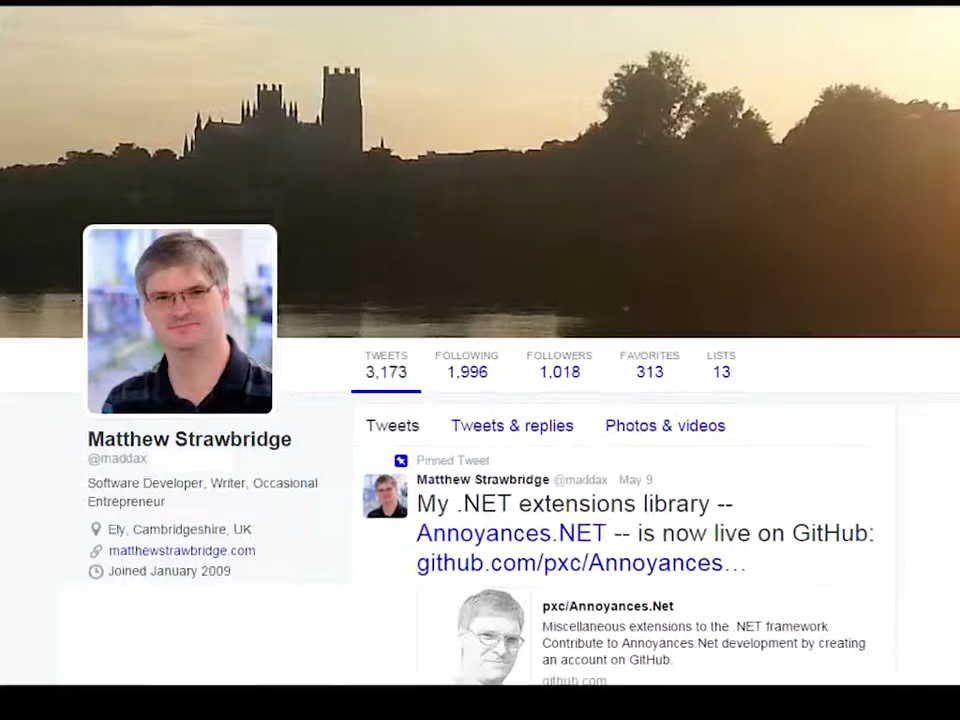 TWEETS FOLLOWING FOLLOWERS FAVORITES LISTS
3,173 1,996 1,018 313 13
Tweets Tweets & replies Photos & videos
Matthew Strawbridge
@maddax
Software Developer, Writer, Occasional
Entrepreneur
Ely, Cambridgeshire, UK
matthewstrawbridge.com
Joined January 2009
Pinned Tweet
Matthew Strawbridge @maddax May 9
My .NET extensions library --
Annoyances.NET -- is now live on GitHub:
github.com/pxc/Annoyances…
pxc/Annoyances.Net
Miscellaneous extensions to the .NET framework.
Contribute to Annoyances.Net development by creating
an account on GitHub.
github.com